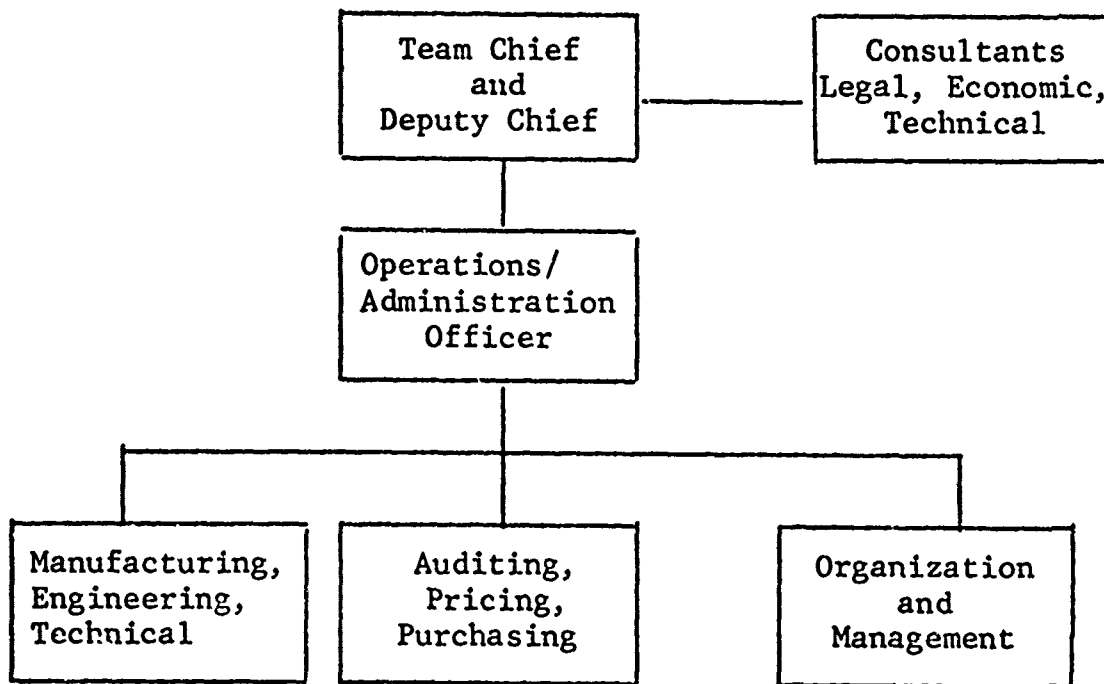 Team Chief
and
Deputy Chief
Consultants
Legal, Economic,
Technical
Operations/
Administration
Officer
Manufacturing,
Engineering,
Technical
Auditing,
Pricing,
Purchasing
Organization
and
Management